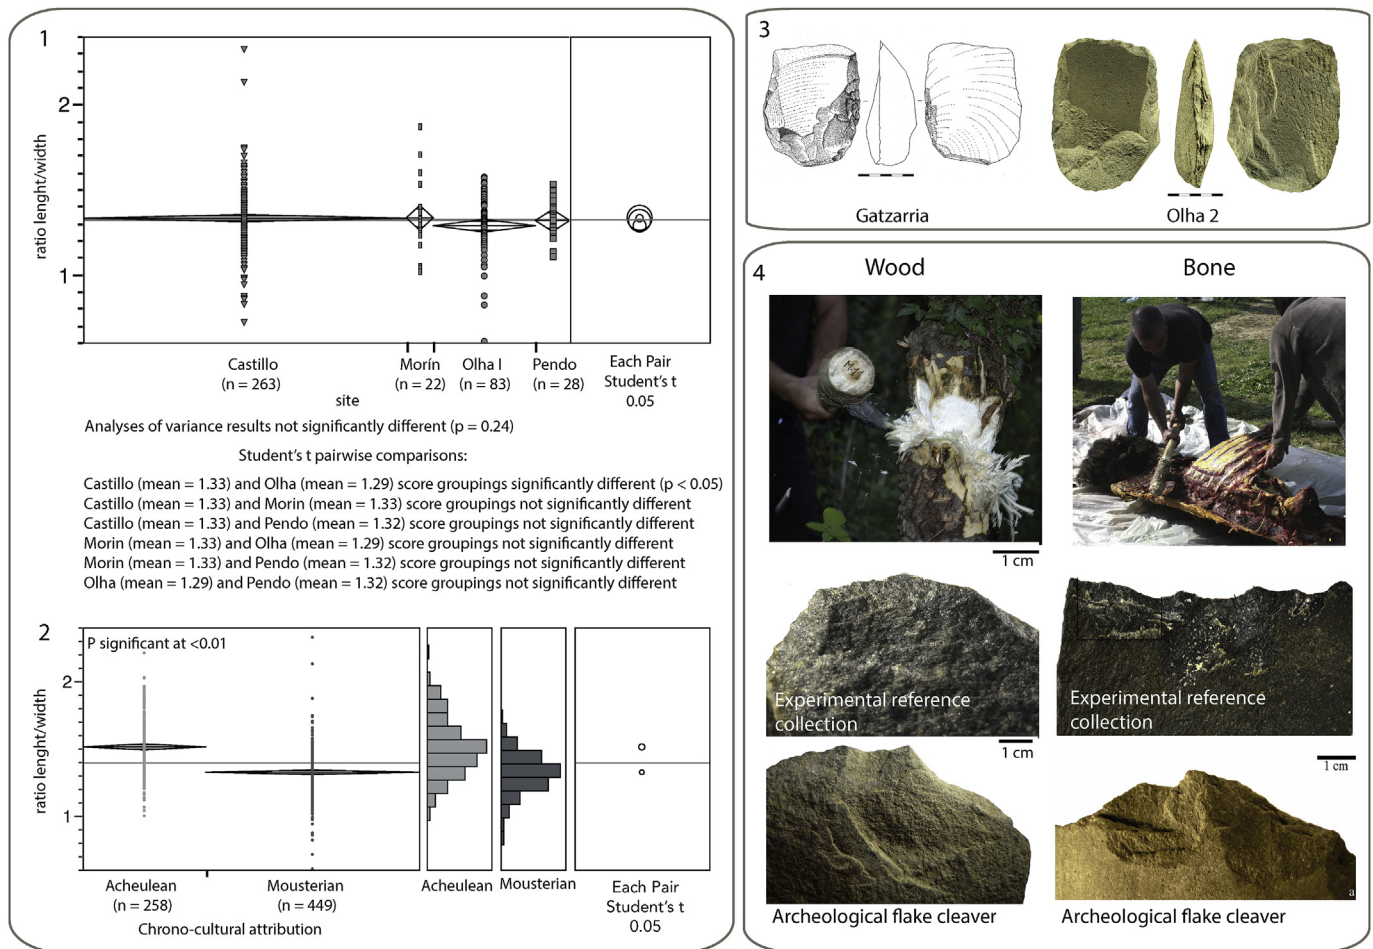 1
2
1
ratio lenght/width
Castillo
(n = 263)
Morín
(n = 22)
Olha I
(n = 83)
Pendo
(n = 28)
Each Pair
Student's t
0.05
site
Analyses of variance results not significantly different (p = 0.24)
Student's t pairwise comparisons:
Castillo (mean = 1.33) and Olha (mean = 1.29) score groupings significantly different (p < 0.05)
Castillo (mean = 1.33) and Morin (mean = 1.33) score groupings not significantly different
Castillo (mean = 1.33) and Pendo (mean = 1.32) score groupings not significantly different
Morin (mean = 1.33) and Olha (mean = 1.29) score groupings not significantly different
Morin (mean = 1.33) and Pendo (mean = 1.32) score groupings not significantly different
Olha (mean = 1.29) and Pendo (mean = 1.32) score groupings not significantly different
2
P significant at <0.01
2
1
ratio lenght/width
Acheulean
(n = 258)
Mousterian
(n = 449)
Acheulean
Mousterian
Each Pair
Student's t
0.05
Chrono-cultural attribution
3
Gatzarria
Olha 2
4
Wood
Bone
1 cm
Experimental reference
collection
Experimental reference
collection
1 cm
1 cm
a
Archeological flake cleaver
Archeological flake cleaver